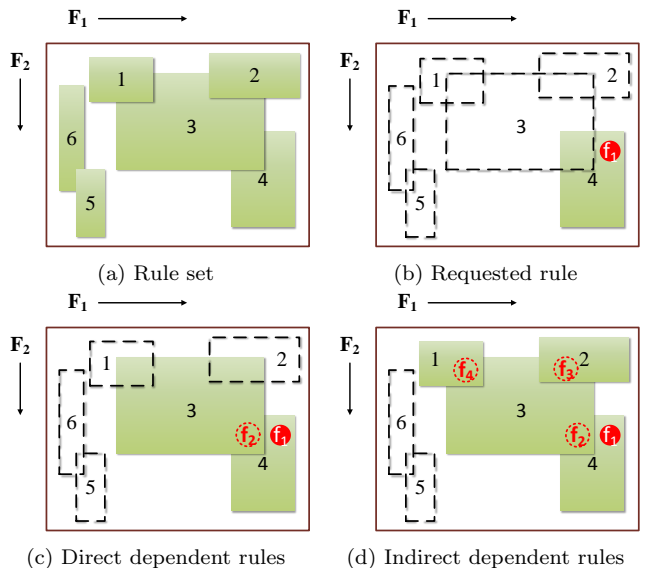 F1
F2
1
2
3
6
4
5
(a) Rule set
F1
F2
1
2
3
6
f1
4
5
(b) Requested rule
F1
F2
1
2
3
6
f2
f1
4
5
(c) Direct dependent rules
F1
F2
1
f4
f3
2
3
6
f2
f1
4
5
(d) Indirect dependent rules